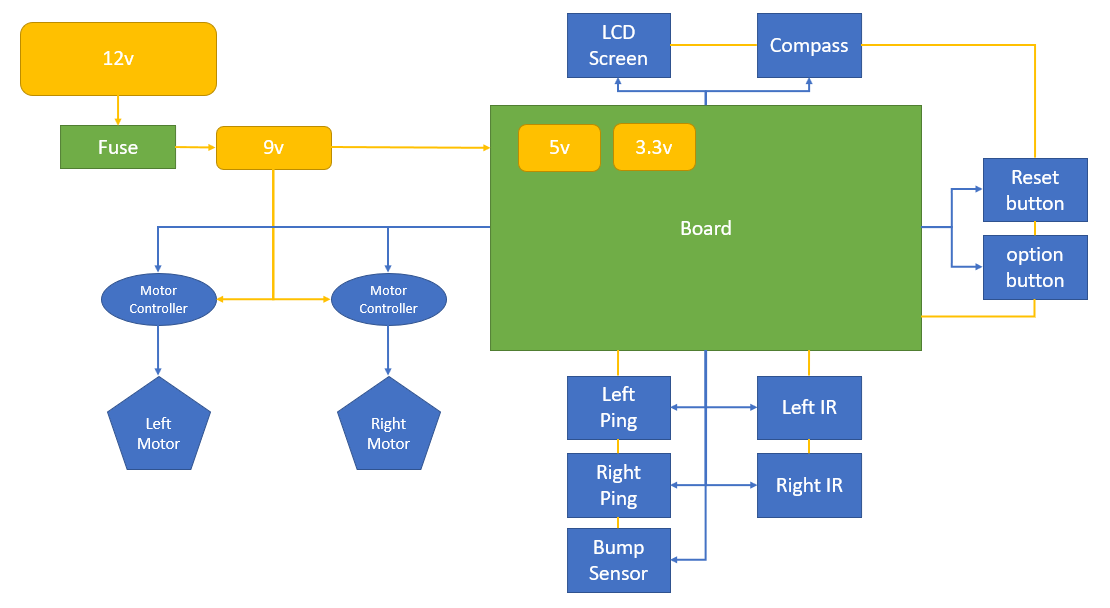 12v
Fuse
9v
LCD
Screen
Compass
5v
3.3v
Board
Reset
button
option
button
Motor
Controller
Motor
Controller
Left
Motor
Right
Motor
Left
Ping
Left IR
Right
Ping
Right IR
Bump
Sensor